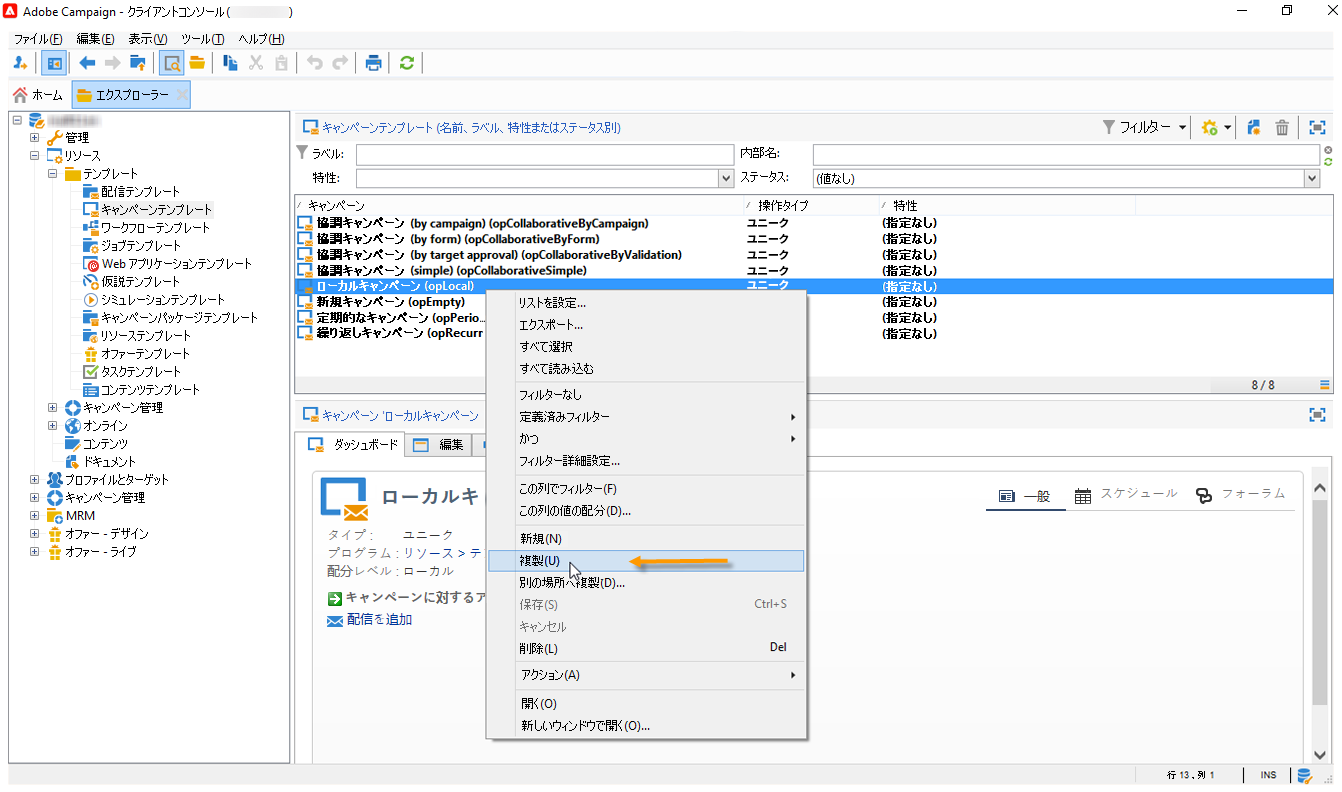 Adobe Campaign - クライアントコンソール ( )
ファイル(F) 編集(E) 表示(V) ツール(T) ヘルプ(H)
ホーム エクスプローラー
管理
リソース
テンプレート
配信テンプレート
キャンペーンテンプレート
ワークフローテンプレート
ジョブテンプレート
Web アプリケーションテンプレート
仮説テンプレート
シミュレーションテンプレート
キャンペーンパッケージテンプレート
リソーステンプレート
オファーテンプレート
タスクテンプレート
コンテンツテンプレート
キャンペーン管理
オンライン
コンテンツ
ドキュメント
プロファイルとターゲット
キャンペーン管理
MRM
オファー - デザイン
オファー - ライブ
キャンペーンテンプレート (名前、ラベル、特性またはステータス別)
フィルター
ラベル: 内部名:
特性: ステータス: (値なし)
キャンペーン 操作タイプ 特性
協調キャンペーン (by campaign) (opCollaborativeByCampaign) ユニーク (指定なし)
協調キャンペーン (by form) (opCollaborativeByForm) ユニーク (指定なし)
協調キャンペーン (by target approval) (opCollaborativeByValidation) ユニーク (指定なし)
協調キャンペーン (simple) (opCollaborativeSimple) ユニーク (指定なし)
ローカルキャンペーン (opLocal) ユニーク (指定なし)
新規キャンペーン (opEmpty) (指定なし)
定期的なキャンペーン (opPerio... (指定なし)
繰り返しキャンペーン (opRecurr (指定なし)
8 / 8
キャンペーン 'ローカルキャンペーン
ダッシュボード 編集
ローカルキ
一般 スケジュール フォーラム
タイプ : ユニーク
プログラム : リソース > テ
配分レベル : ローカル
キャンペーンに対するア
配信を追加
リストを設定...
エクスポート...
すべて選択
すべて読み込む
フィルターなし
定義済みフィルター
かつ
フィルター詳細設定...
この列でフィルター(F)
この列の値の配分(D)...
新規(N)
複製(U)
別の場所へ複製(D)...
保存(S) Ctrl+S
キャンセル
削除(L) Del
アクション(A)
開く(O)
新しいウィンドウで開く(O)...
行 13 , 列 1 INS